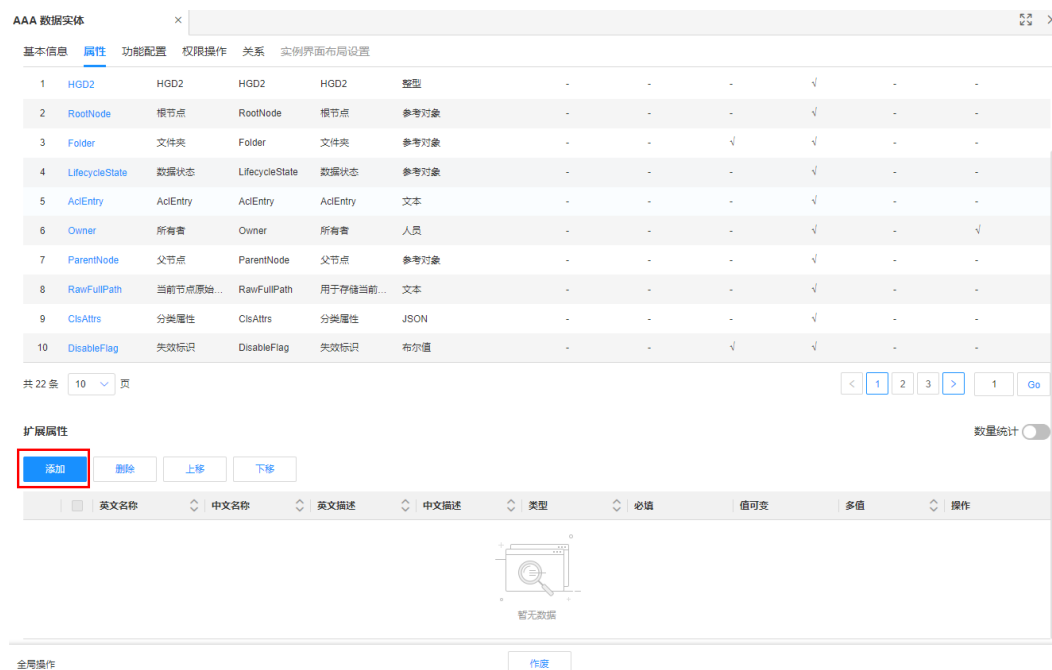 AAA 数据实体 ×
基本信息 属性 功能配置 权限操作 关系 实例界面布局设置
1 HGD2 HGD2 HGD2 HGD2 整型 - - - √ - -
2 RootNode 根节点 RootNode 根节点 参考对象 - - - √ - -
3 Folder 文件夹 Folder 文件夹 参考对象 - - √ √ - -
4 LifecycleState 数据状态 LifecycleState 数据状态 参考对象 - - - √ - -
5 AclEntry AclEntry AclEntry AclEntry 文本 - - - √ - -
6 Owner 所有者 Owner 所有者 人员 - - - √ - √
7 ParentNode 父节点 ParentNode 父节点 参考对象 - - - √ - -
8 RawFullPath 当前节点原始... RawFullPath 用于存储当前... 文本 - - - √ - -
9 ClsAttrs 分类属性 ClsAttrs 分类属性 JSON - - - √ - -
10 DisableFlag 失效标识 DisableFlag 失效标识 布尔值 - - √ √ - -
共 22 条 10 页 < 1 2 3 > 1 Go
扩展属性 数量统计
添加 删除 上移 下移
英文名称 中文名称 英文描述 中文描述 类型 必填 值可变 多值 操作
暂无数据
全局操作 作废